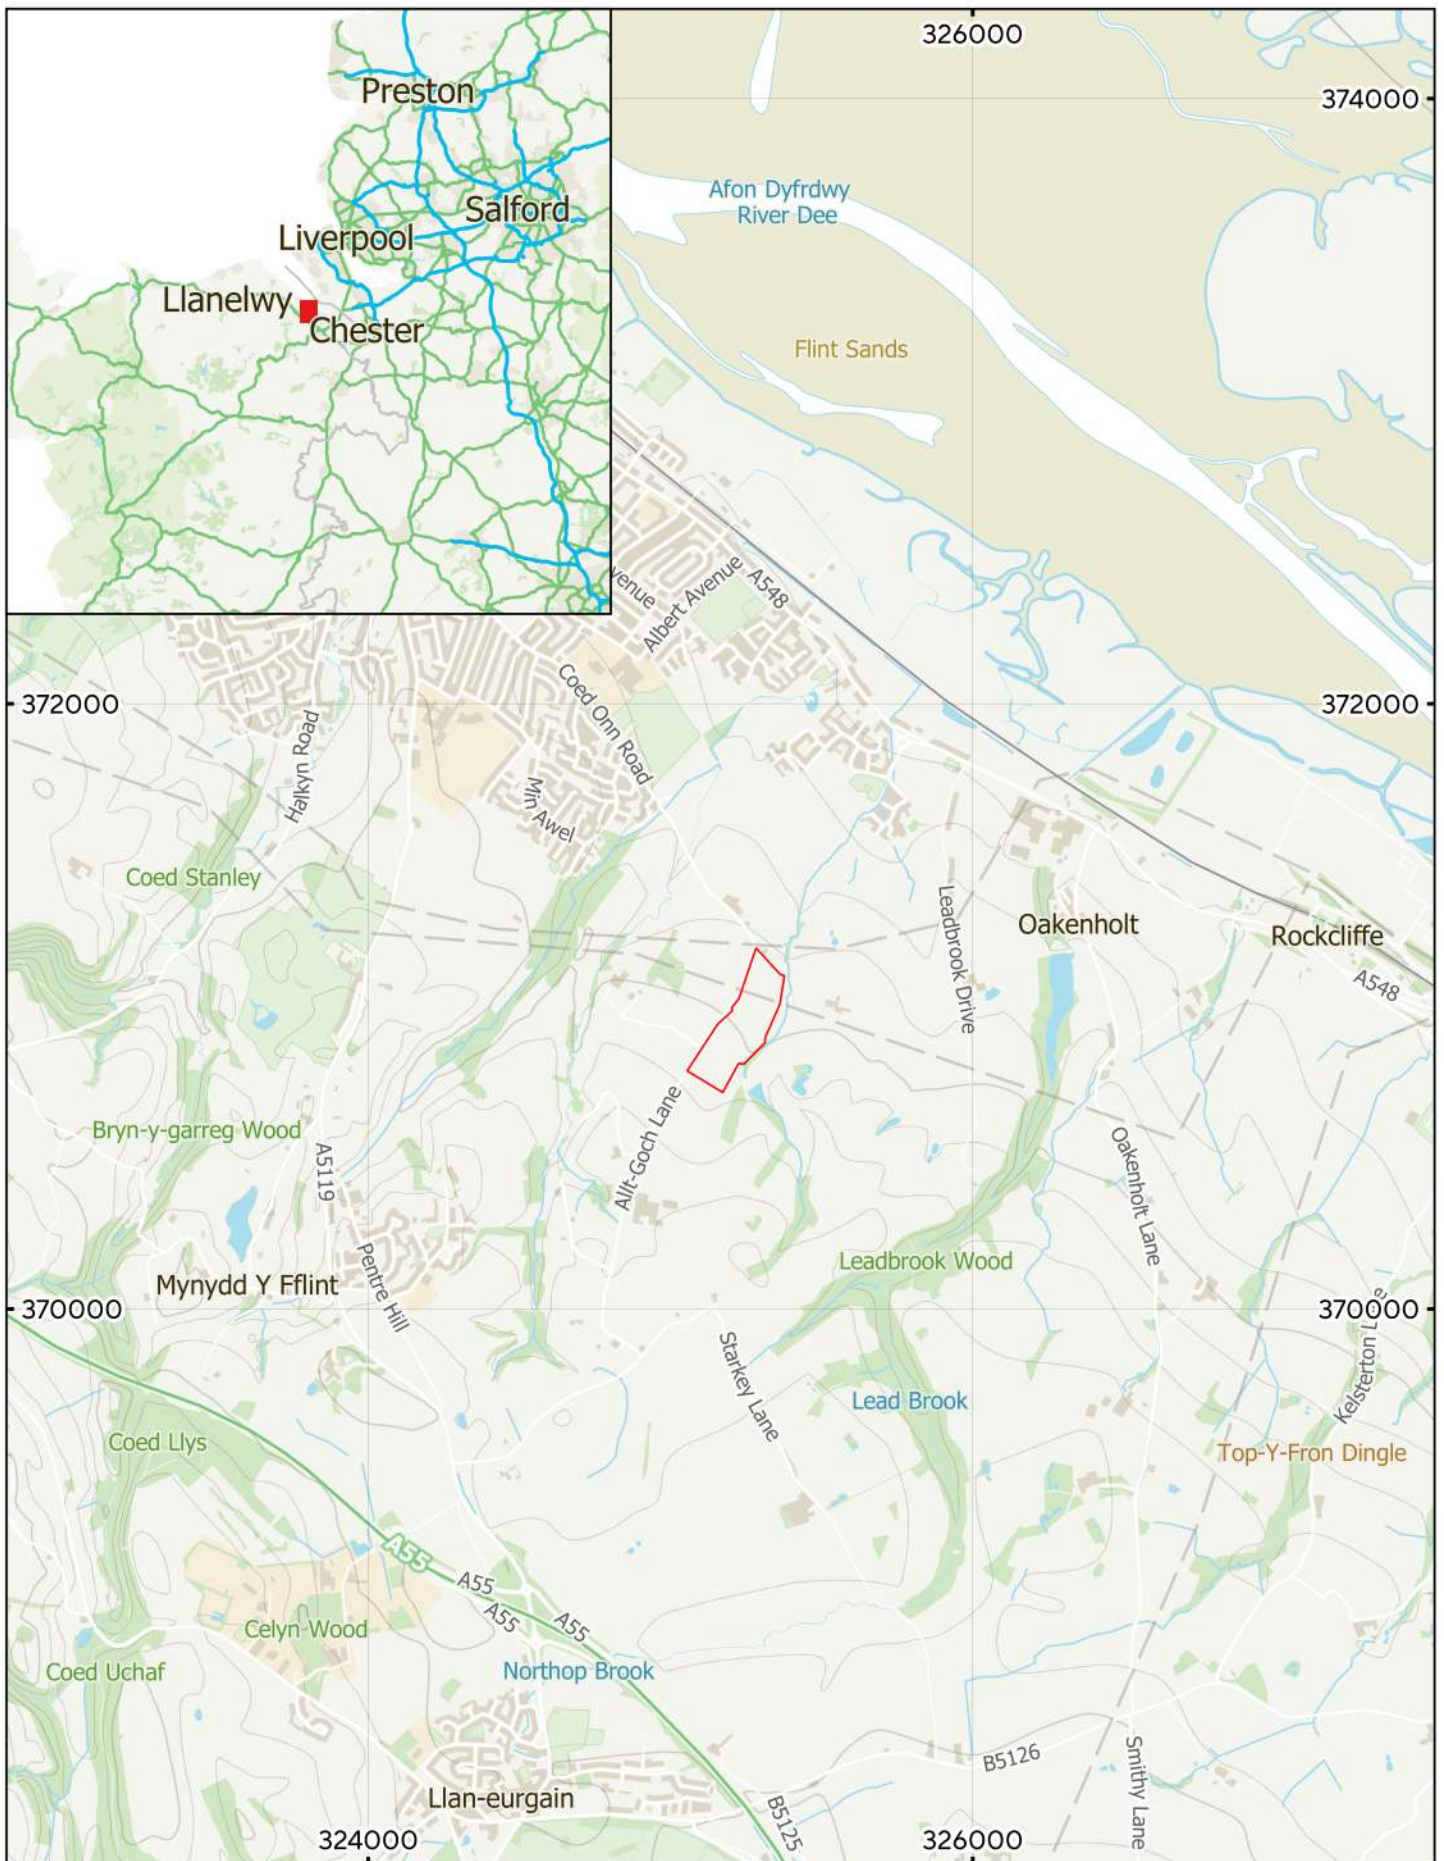 326000
374000
Preston
Salford
Liverpool
Llanelwy
Chester
Afon Dyfrdwy
River Dee
Flint Sands
venue
Albert Avenue
A548
372000
372000
Coed Onn Road
Halkyn Road
Min Awel
Coed Stanley
Leadbrook Drive
Oakenholt
Rockcliffe
A548
Bryn-y-garreg Wood
A5119
Allt-Goch Lane
Oakenholt Lane
Pentre Hill
Leadbrook Wood
Mynydd Y Fflint
370000
370000
Starkey Lane
Lead Brook
Kelsterton L e
Coed Llys
Top-Y-Fron Dingle
A55
A55
A55
A55
Celyn Wood
Coed Uchaf
Northop Brook
B5126
Smithy Lane
Llan-eurgain
B5125
324000
326000